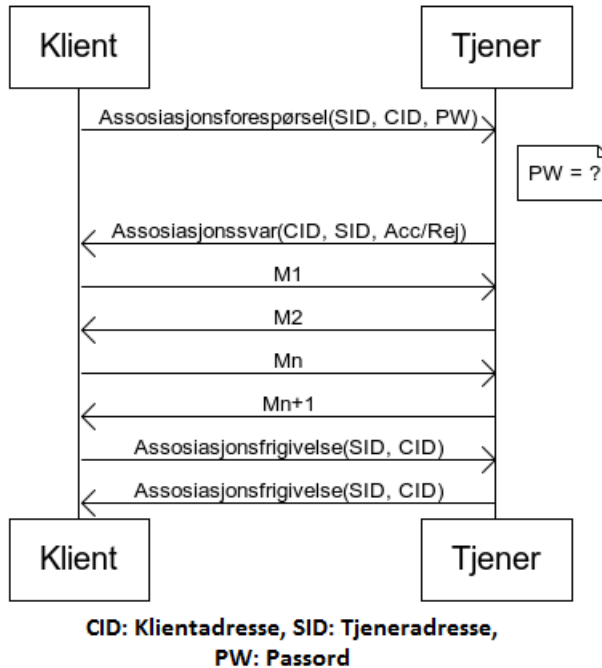 Klient
Tjener
Assosiasjonsforespørsel(SID, CID, PW)
PW = ?
Assosiasjonssvar(CID, SID, Acc/Rej)
M1
M2
Mn
Mn+1
Assosiasjonsfrigivelse(SID, CID)
Assosiasjonsfrigivelse(SID, CID)
Klient
Tjener
CID: Klientadresse, SID: Tjeneradresse,
PW: Passord